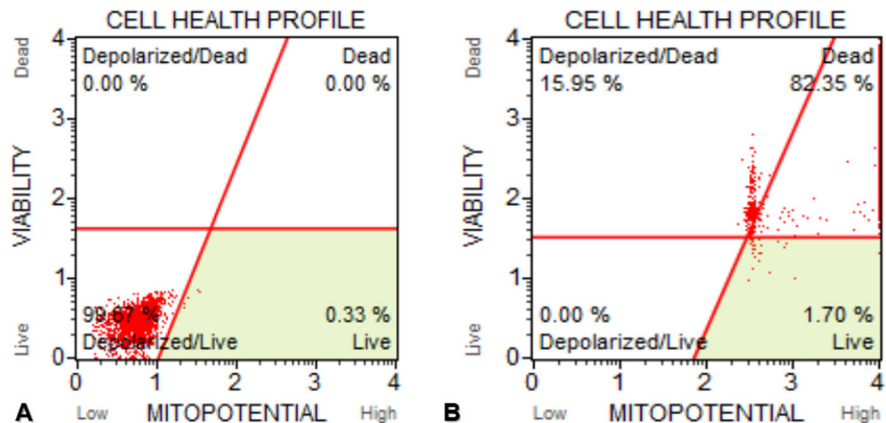 CELL HEALTH PROFILE
Dead
4
3
2
1
0
VIABILITY
Live
Depolarized/Dead
0.00 %
Dead
0.00 %
99.67 %
Depolarized/Live
0.33 %
Live
0 1 2 3 4
A Low MITOPOTENTIAL High
CELL HEALTH PROFILE
Dead
4
3
2
1
0
VIABILITY
Live
Depolarized/Dead
15.95 %
Dead
82.35 %
0.00 %
Depolarized/Live
1.70 %
Live
0 1 2 3 4
B Low MITOPOTENTIAL High